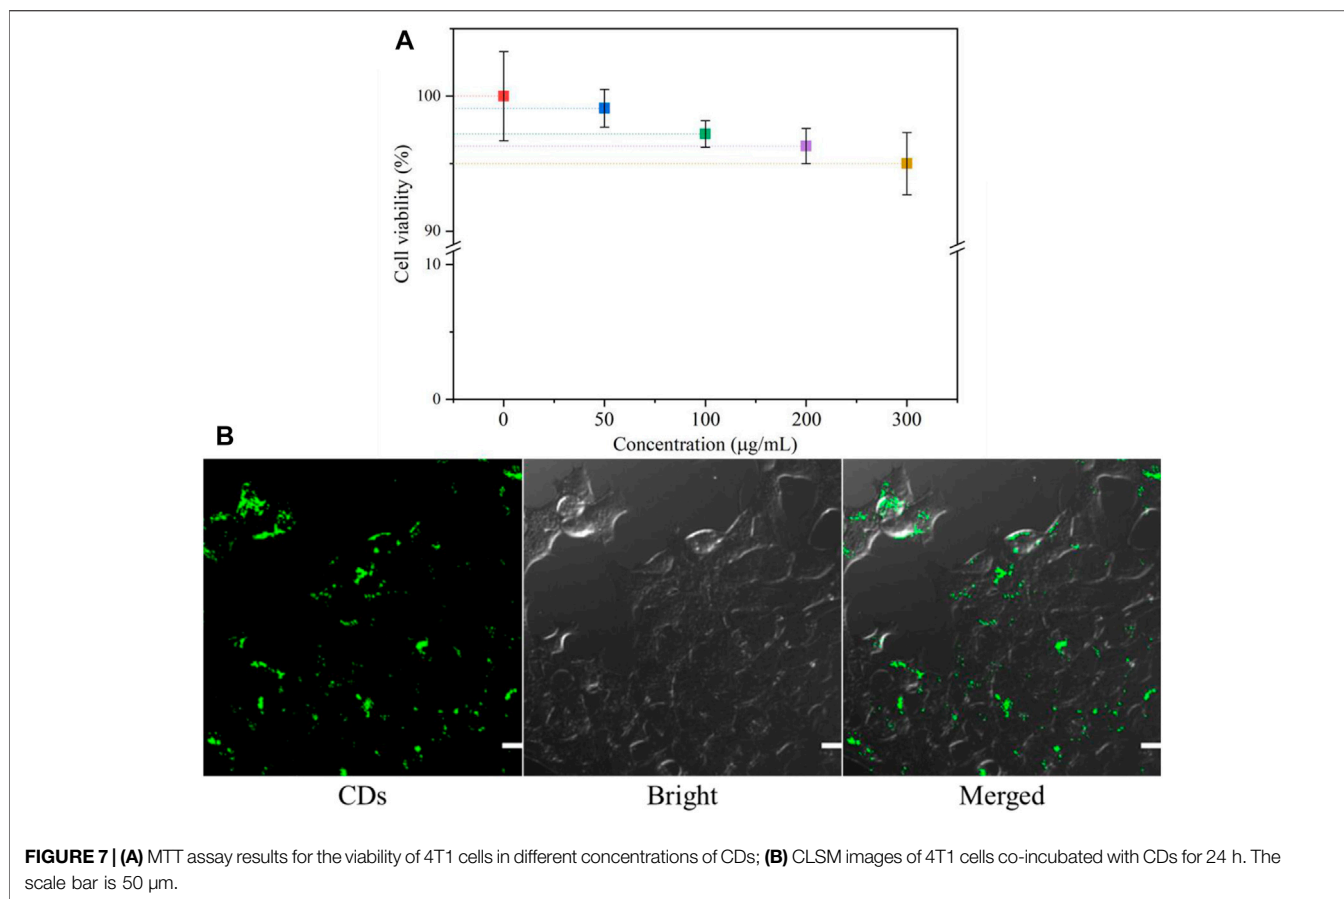 A
Cell viability (%)
100
90
10
0
0 50 100 200 300
Concentration (μg/mL)
B
CDs Bright Merged
FIGURE 7 | (A) MTT assay results for the viability of 4T1 cells in different concentrations of CDs; (B) CLSM images of 4T1 cells co-incubated with CDs for 24 h. The
scale bar is 50 μm.